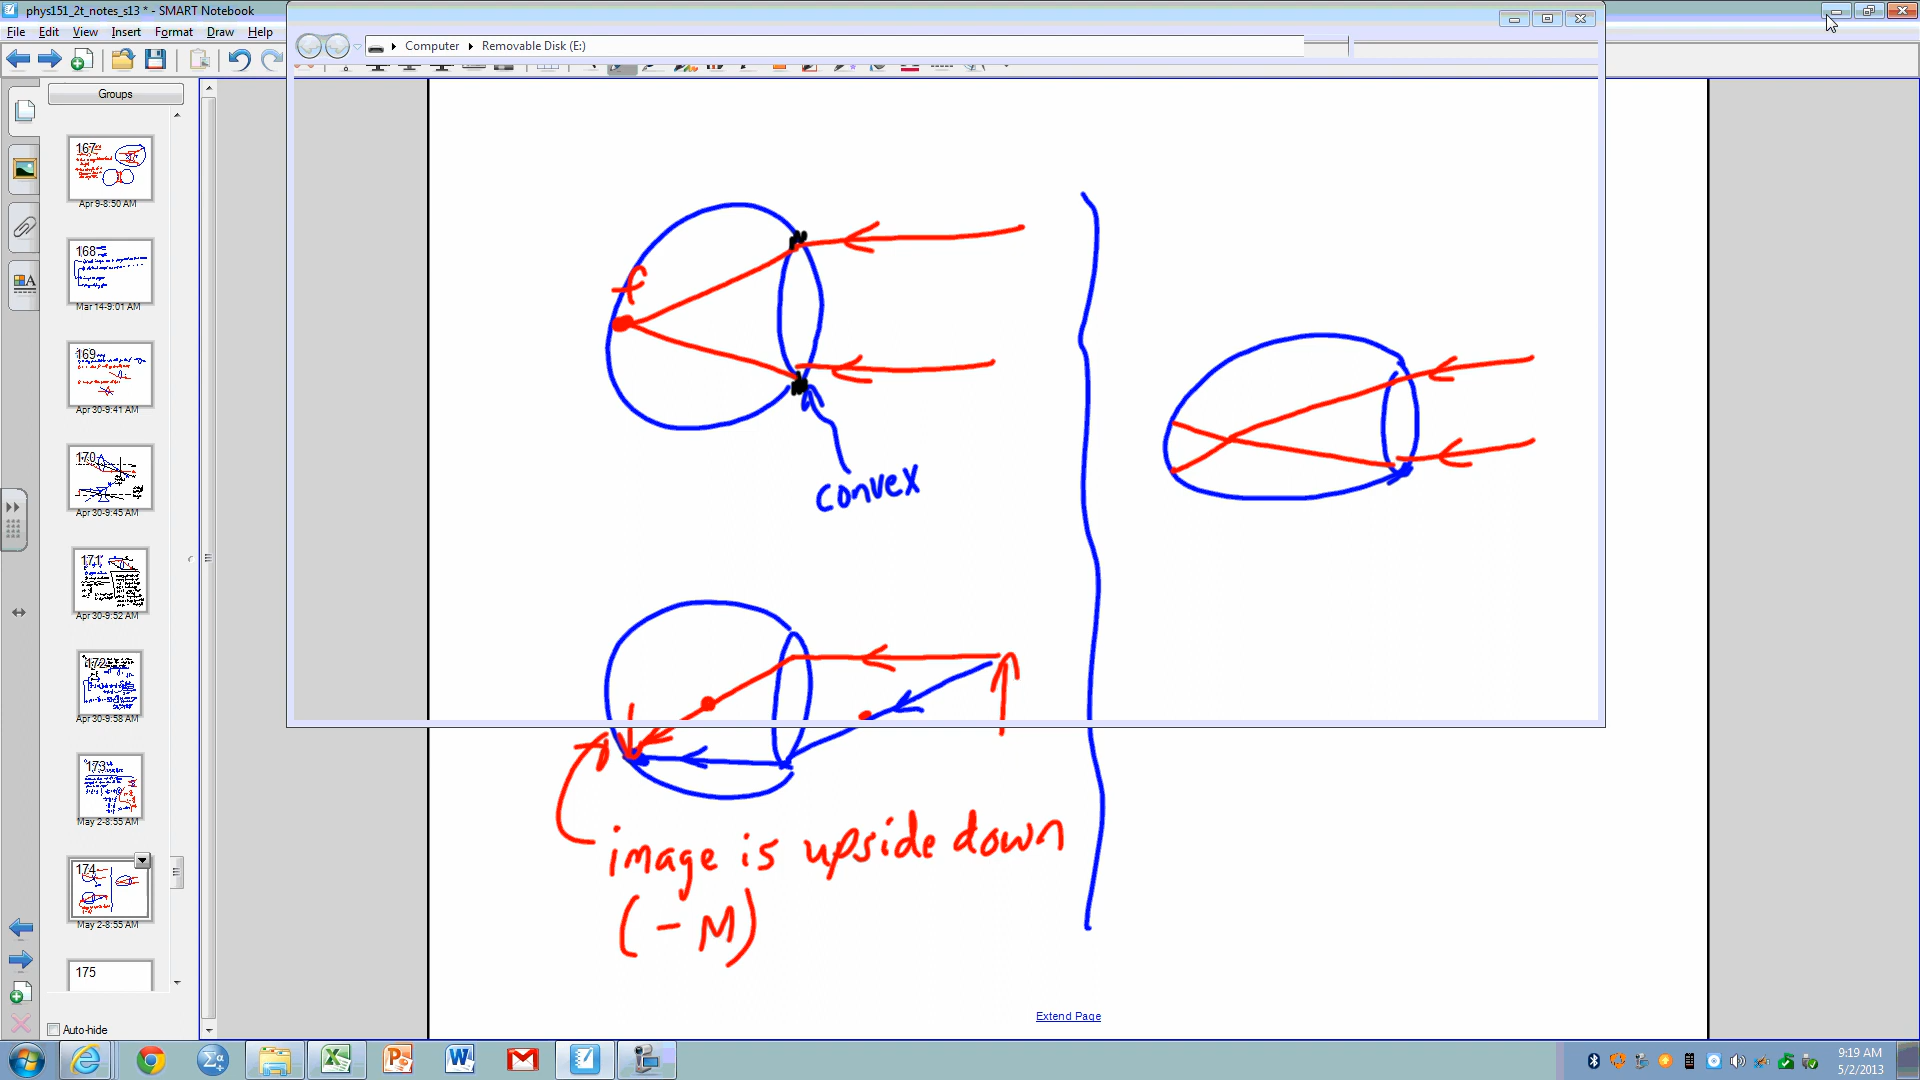 phys151_2t_notes_s13 * - SMART Notebook
File Edit View Insert Format Draw Help
Computer Removable Disk (E:)
Groups
167
Apr 9-8:50 AM
168
Mar 14-9:01 AM
169
Apr 30-9:41 AM
170
Apr 30-9:45 AM
171
Apr 30-9:52 AM
172
Apr 30-9:58 AM
173
May 2-8:55 AM
174
May 2-8:55 AM
175
Auto-hide
f
convex
image is upside down
(- M)
Extend Page
9:19 AM
5/2/2013